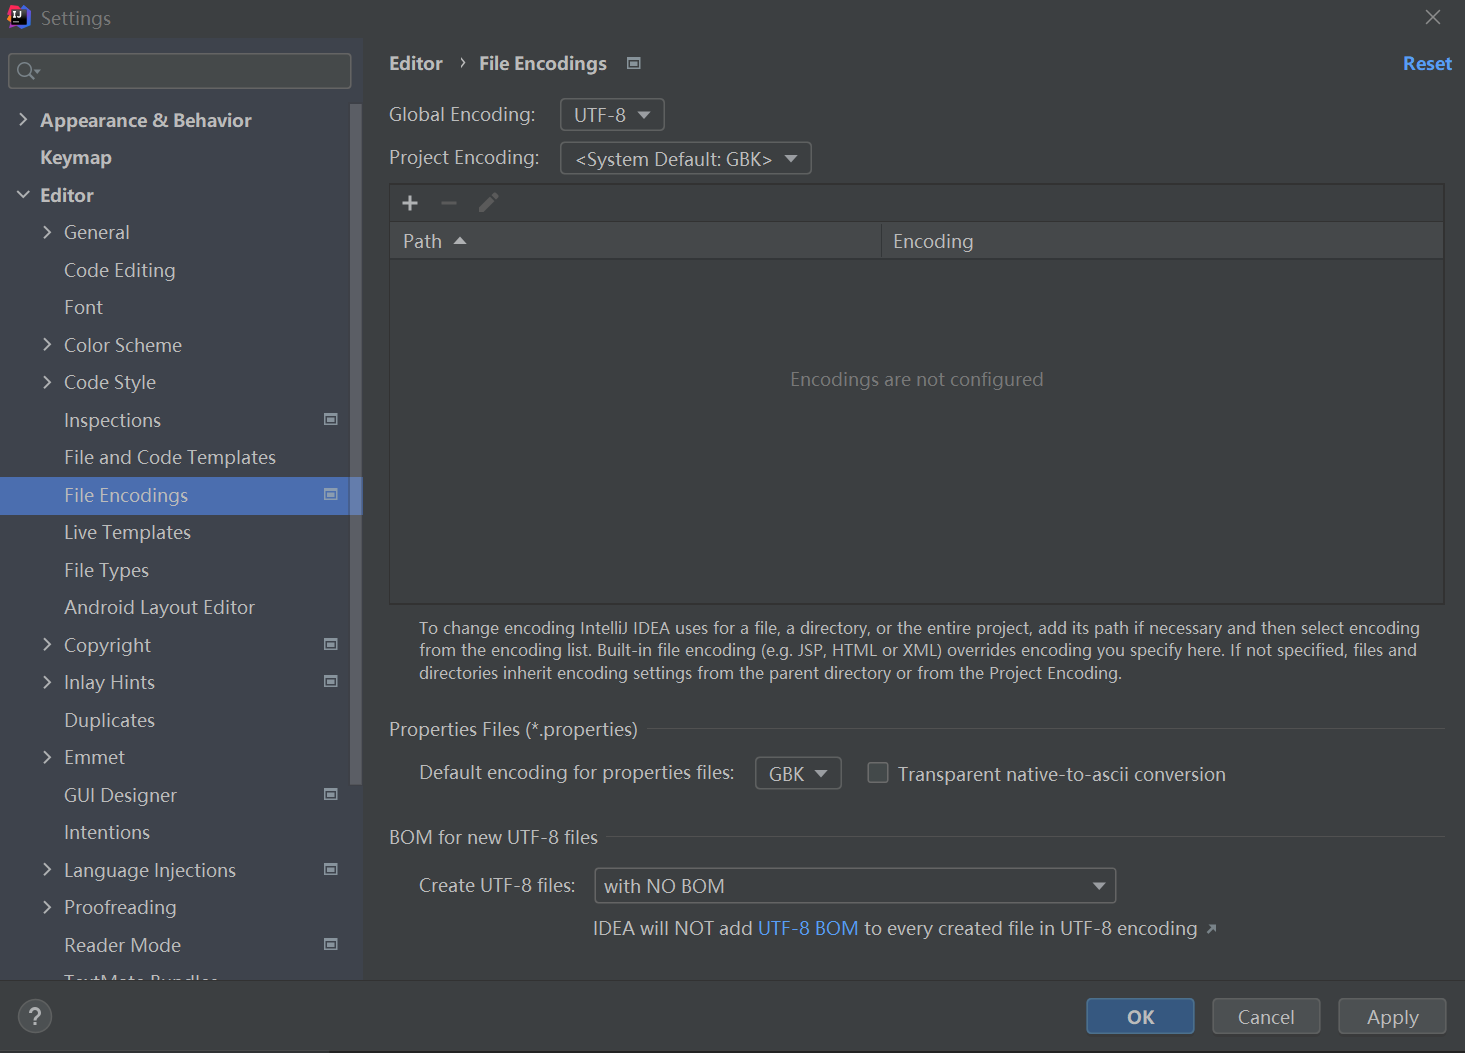 Settings
Appearance & Behavior
Keymap
Editor
General
Code Editing
Font
Color Scheme
Code Style
Inspections
File and Code Templates
File Encodings
Live Templates
File Types
Android Layout Editor
Copyright
Inlay Hints
Duplicates
Emmet
GUI Designer
Intentions
Language Injections
Proofreading
Reader Mode
TextMate Bundles
Editor › File Encodings
Reset
Global Encoding: UTF-8
Project Encoding: <System Default: GBK>
Path Encoding
Encodings are not configured
To change encoding IntelliJ IDEA uses for a file, a directory, or the entire project, add its path if necessary and then select encoding
from the encoding list. Built-in file encoding (e.g. JSP, HTML or XML) overrides encoding you specify here. If not specified, files and
directories inherit encoding settings from the parent directory or from the Project Encoding.
Properties Files (*.properties)
Default encoding for properties files: GBK Transparent native-to-ascii conversion
BOM for new UTF-8 files
Create UTF-8 files: with NO BOM
IDEA will NOT add UTF-8 BOM to every created file in UTF-8 encoding
? OK Cancel Apply